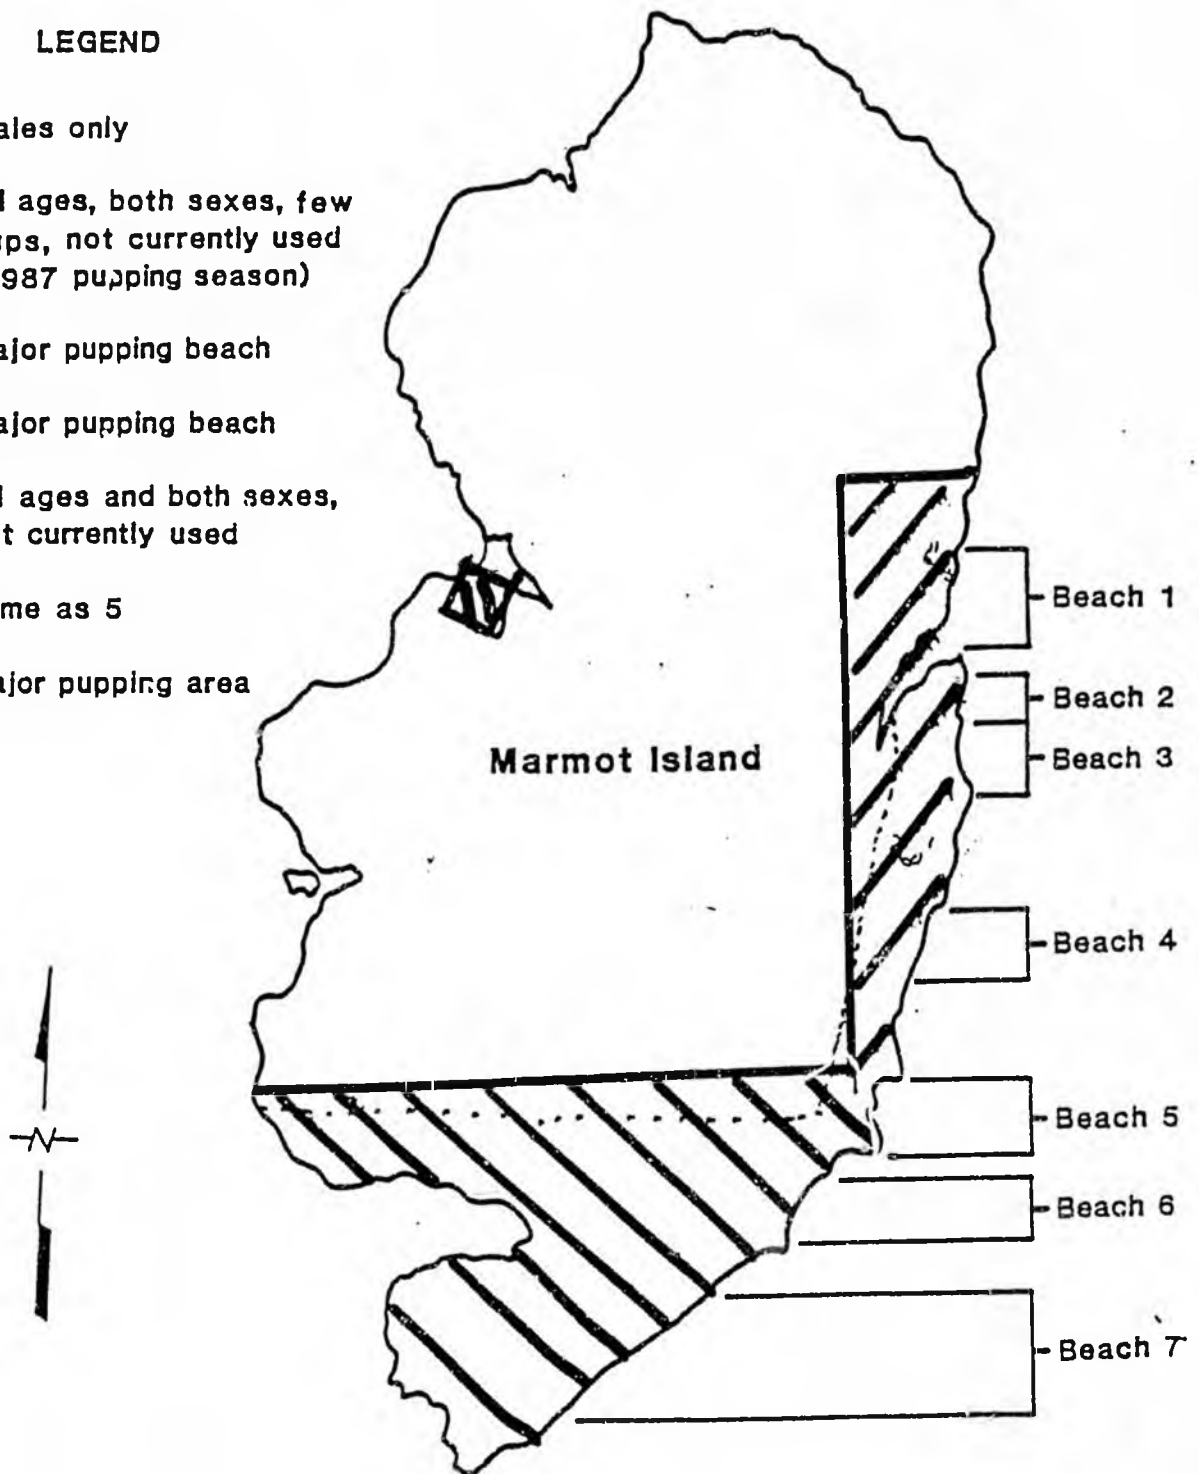 LEGEND
ales only
l ages, both sexes, few
ps, not currently used
987 pupping season)
ajor pupping beach
ajor pupping beach
l ages and both sexes,
t currently used
me as 5
ajor pupping area
Marmot Island
Beach 1
Beach 2
Beach 3
Beach 4
Beach 5
Beach 6
Beach 7
N